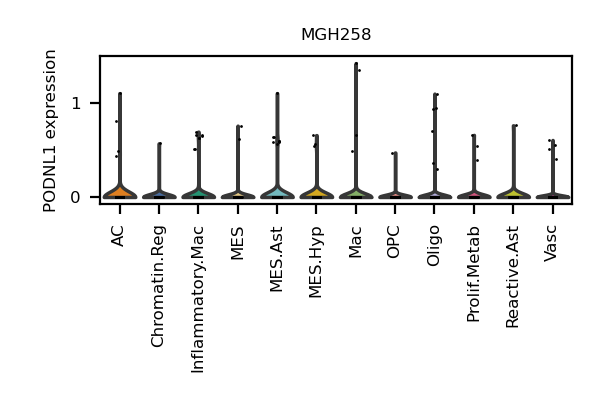 MGH258
PODNL1 expression
1
0
AC
Chromatin.Reg
Inflammatory.Mac
MES
MES.Ast
MES.Hyp
Mac
OPC
Oligo
Prolif.Metab
Reactive.Ast
Vasc